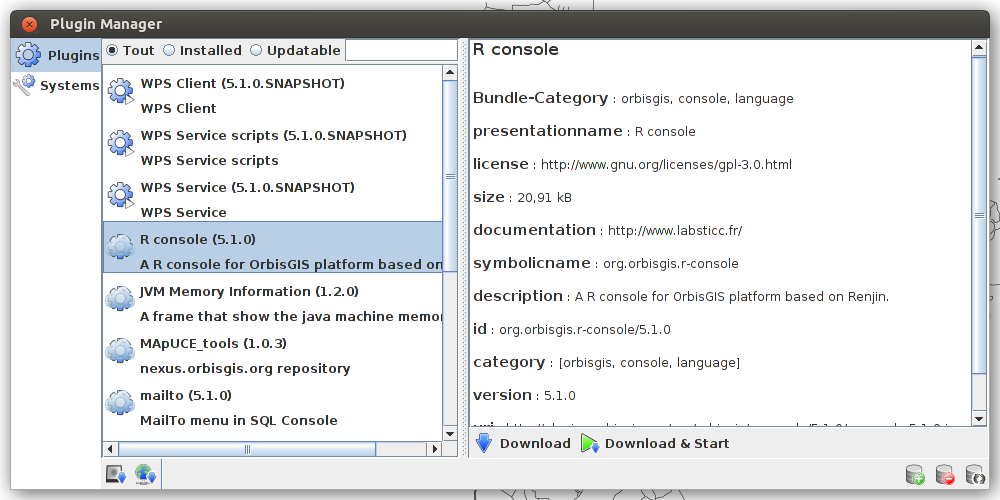 Plugin Manager
Plugins
Systems
Tout Installed Updatable
WPS Client (5.1.0.SNAPSHOT)
WPS Client
WPS Service scripts (5.1.0.SNAPSHOT)
WPS Service scripts
WPS Service (5.1.0.SNAPSHOT)
WPS Service
R console (5.1.0)
A R console for OrbisGIS platform based on
JVM Memory Information (1.2.0)
A frame that show the java machine memo
MApUCE_tools (1.0.3)
nexus.orbisgis.org repository
mailto (5.1.0)
MailTo menu in SQL Console
R console
Bundle-Category : orbisgis, console, language
presentationname : R console
license : http://www.gnu.org/licenses/gpl-3.0.html
size : 20,91 kB
documentation : http://www.labsticc.fr/
symbolicname : org.orbisgis.r-console
description : A R console for OrbisGIS platform based on Renjin.
id : org.orbisgis.r-console/5.1.0
category : [orbisgis, console, language]
version : 5.1.0
Download Download & Start